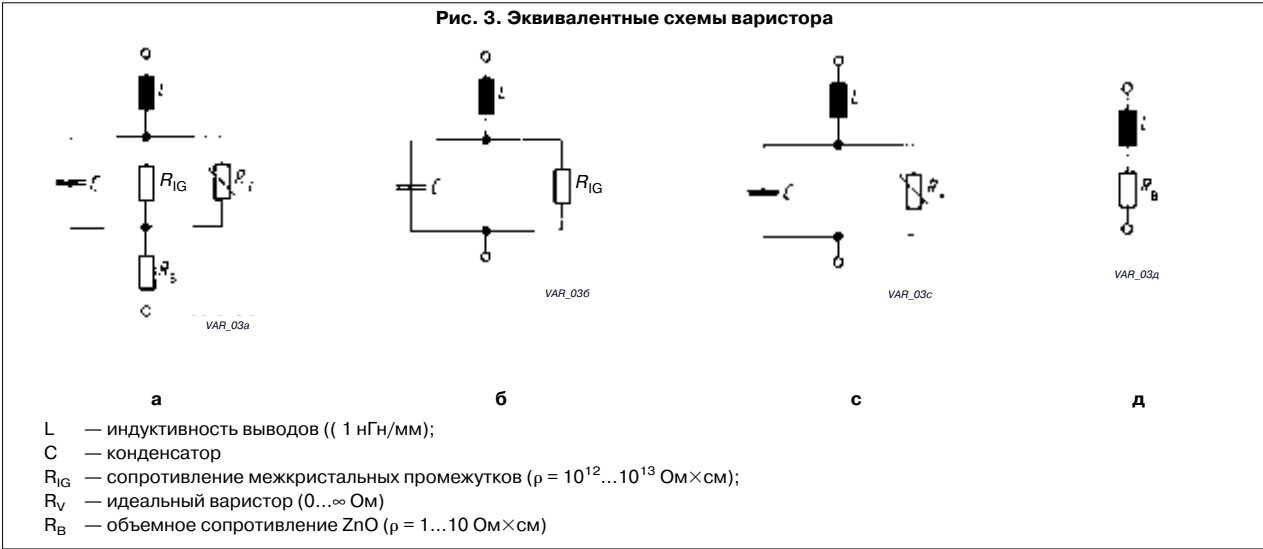 Рис. 3. Эквивалентные схемы варистора
L
C
R_IG
R
VAR_03а
L
C
R_IG
VAR_03б
L
C
R
VAR_03с
L
R_B
VAR_03д
а
б
с
д
L — индуктивность выводов (( 1 нГн/мм);
C — конденсатор
R_IG — сопротивление межкристальных промежутков (ρ = 10^12…10^13 Ом×см);
R_V — идеальный варистор (0…∞ Ом)
R_B — объемное сопротивление ZnO (ρ = 1…10 Ом×см)